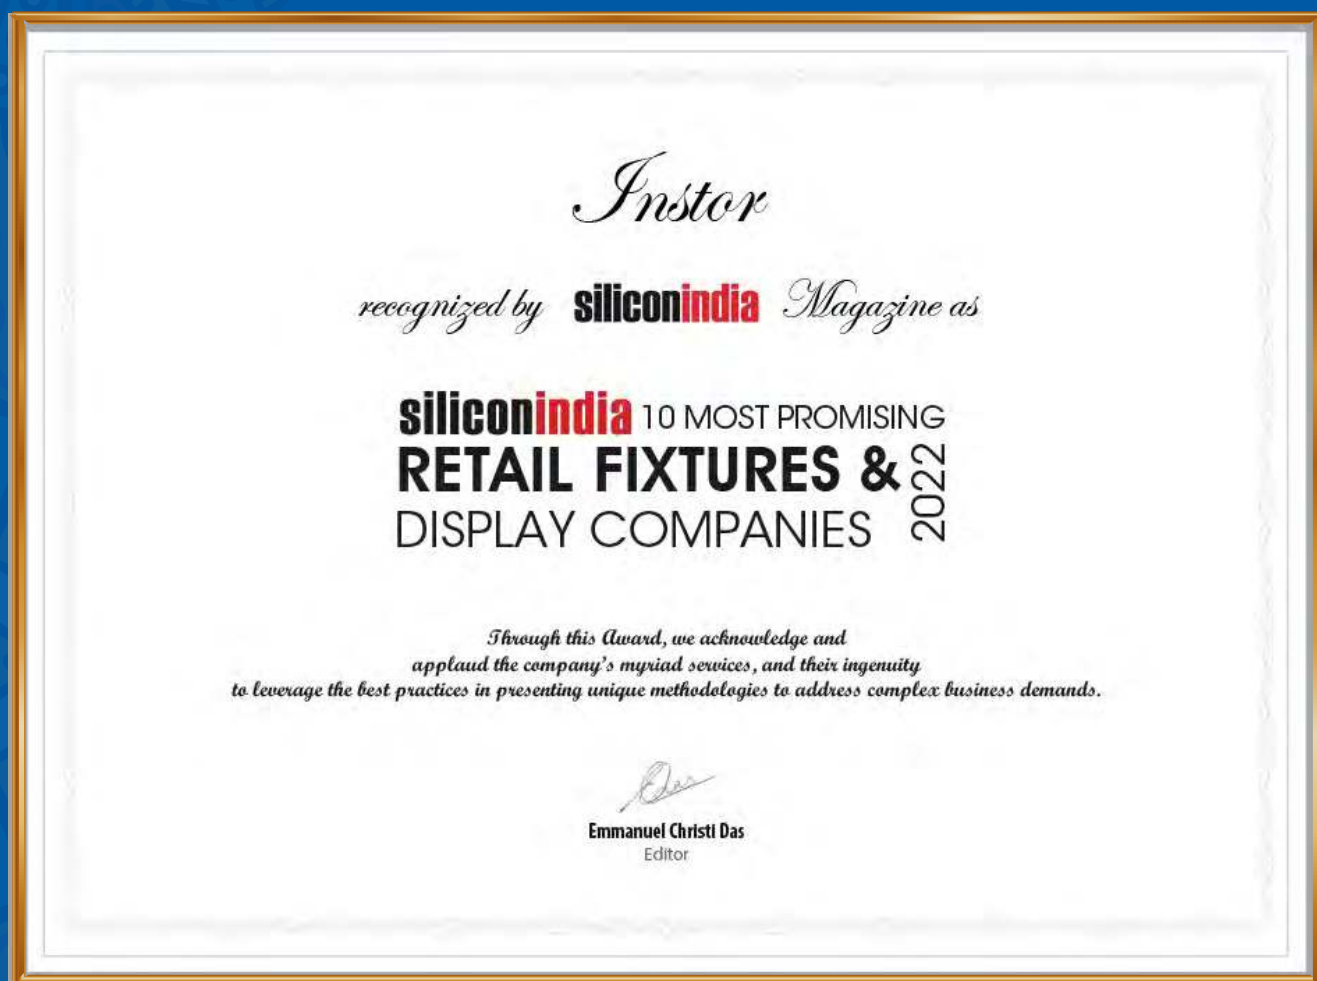 Instor
recognized by siliconindia Magazine as
siliconindia 10 MOST PROMISING
RETAIL FIXTURES &
DISPLAY COMPANIES
2022
Through this Award, we acknowledge and
applaud the company's myriad services, and their ingenuity
to leverage the best practices in presenting unique methodologies to address complex business demands.
Das
Emmanuel Christi Das
Editor